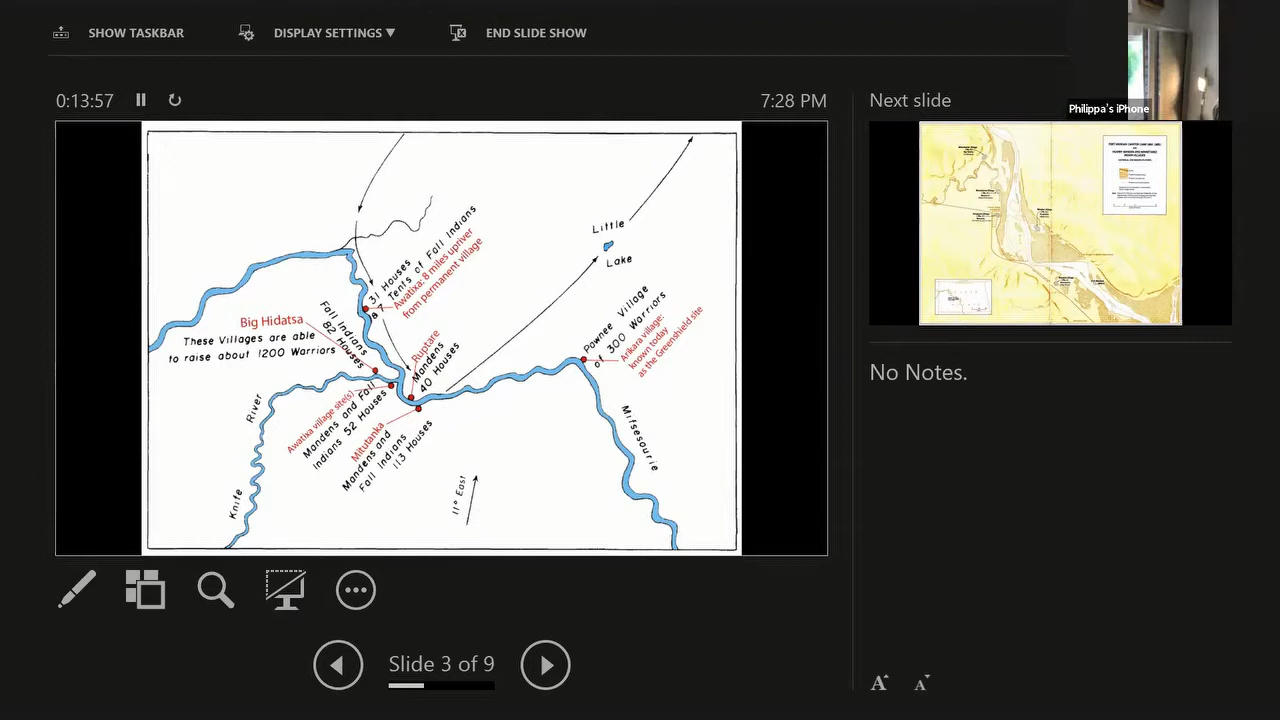 SHOW TASKBAR
DISPLAY SETTINGS ▼
END SLIDE SHOW
0:13:57
7:28 PM
Next slide
Philippa's iPhone
Little
Lake
31 Houses
Tents of Fall Indians
Awatixa: 8 miles upriver
from permanent village
Big Hidatsa
These Villages are able
to raise about 1200 Warriors
Fall Indians
82 Houses
Ruptare
Mandens
40 Houses
Pawnee Village
of 300 Warriors
Arikara village:
known today
as the Greenshield site
Awatixa village site(s)
Mandens and Fall
Indians 52 Houses
Mitutanka
Mandens and
Fall Indians
113 Houses
River
Knife
11° East
Missesourie
No Notes.
Slide 3 of 9
A
A